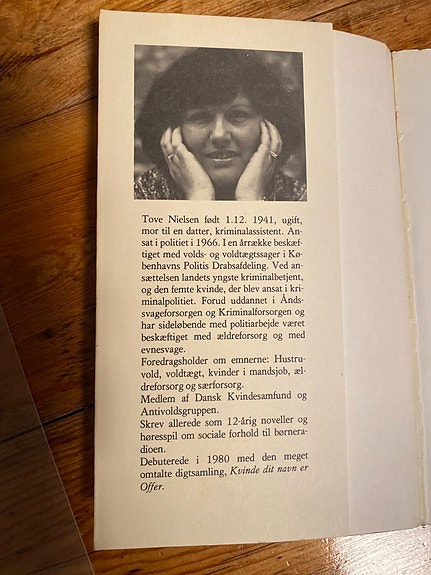 Tove Nielsen født 1.12. 1941, ugift,
mor til en datter, kriminalassistent. An-
sat i politiet i 1966. I en årrække beskæf-
tiget med volds- og voldtægtssager i Kø-
benhavns Politis Drabsafdeling. Ved an-
sættelsen landets yngste kriminalbetjent,
og den femte kvinde, der blev ansat i kri-
minalpolitiet. Forud uddannet i Ånds-
svageforsorgen og Kriminalforsorgen og
har sideløbende med politiarbejde været
beskæftiget med ældreforsorg og med
evnesvage.
Foredragsholder om emnerne: Hustru-
vold, voldtægt, kvinder i mandsjob, æl-
dreforsorg og særforsorg.
Medlem af Dansk Kvindesamfund og
Antivoldsgruppen.
Skrev allerede som 12-årig noveller og
høresspil om sociale forhold til børnera-
dioen.
Debuterede i 1980 med den meget
omtalte digtsamling, Kvinde dit navn er
Offer.